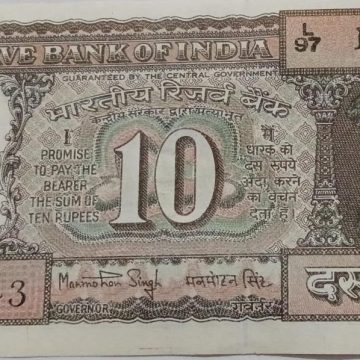 VE BANK OF INDIA
L/97
GUARANTEED BY THE CENTRAL GOVERNMENT
भारतीय रिज़र्व बैंक
केन्द्रीय सरकार द्वारा प्रत्याभूत
I PROMISE
TO PAY THE
BEARER
THE SUM OF
TEN RUPEES
10
मैं
धारक को
दस रुपये
अदा करने
का वचन
देता हूँ
3
Manmohan Singh
मनमोहन सिंह
GOVERNOR
गवर्नर
दस